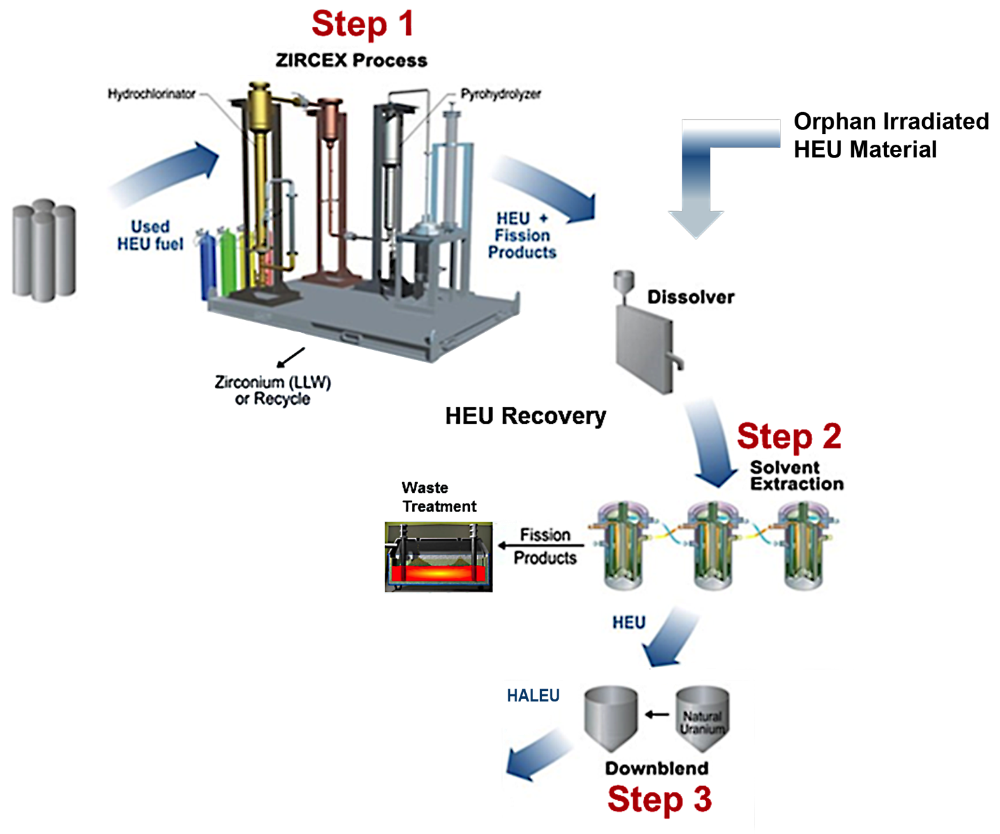 Step 1
ZIRCEX Process
Hydrochlorinator
Pyrohydrolyzer
Orphan Irradiated
HEU Material
Used
HEU fuel
HEU +
Fission
Products
Dissolver
Zirconium (LLW)
or Recycle
HEU Recovery
Step 2
Solvent
Extraction
Waste
Treatment
Fission
Products
HEU
HALEU
Natural
Uranium
Downblend
Step 3